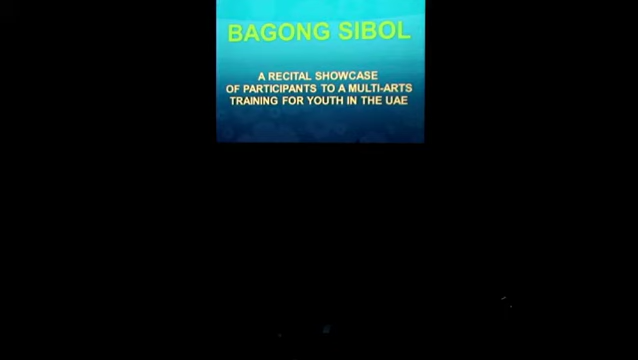 BAGONG SIBOL
A RECITAL SHOWCASE
OF PARTICIPANTS TO A MULTI-ARTS
TRAINING FOR YOUTH IN THE UAE